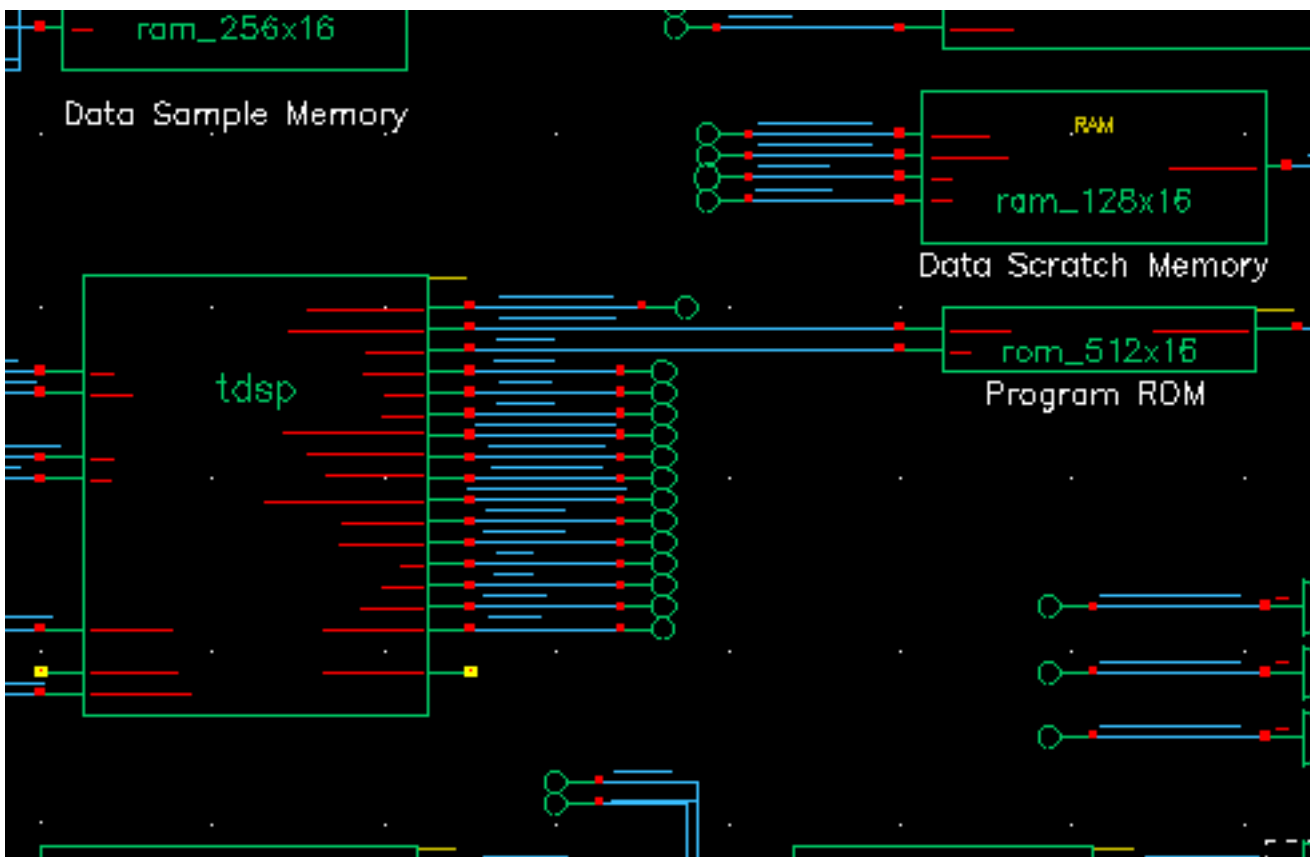 ram_256x16
Data Sample Memory
RAM
ram_128x16
Data Scratch Memory
tdsp
rom_512x16
Program ROM